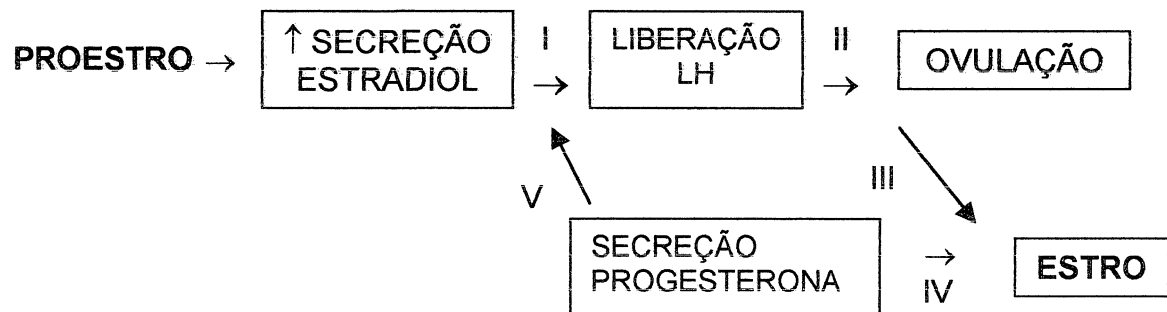 PROESTRO → ↑ SECREÇÃO ESTRADIOL I → LIBERAÇÃO LH II → OVULAÇÃO
V
III
SECREÇÃO
PROGESTERONA
→
IV
ESTRO